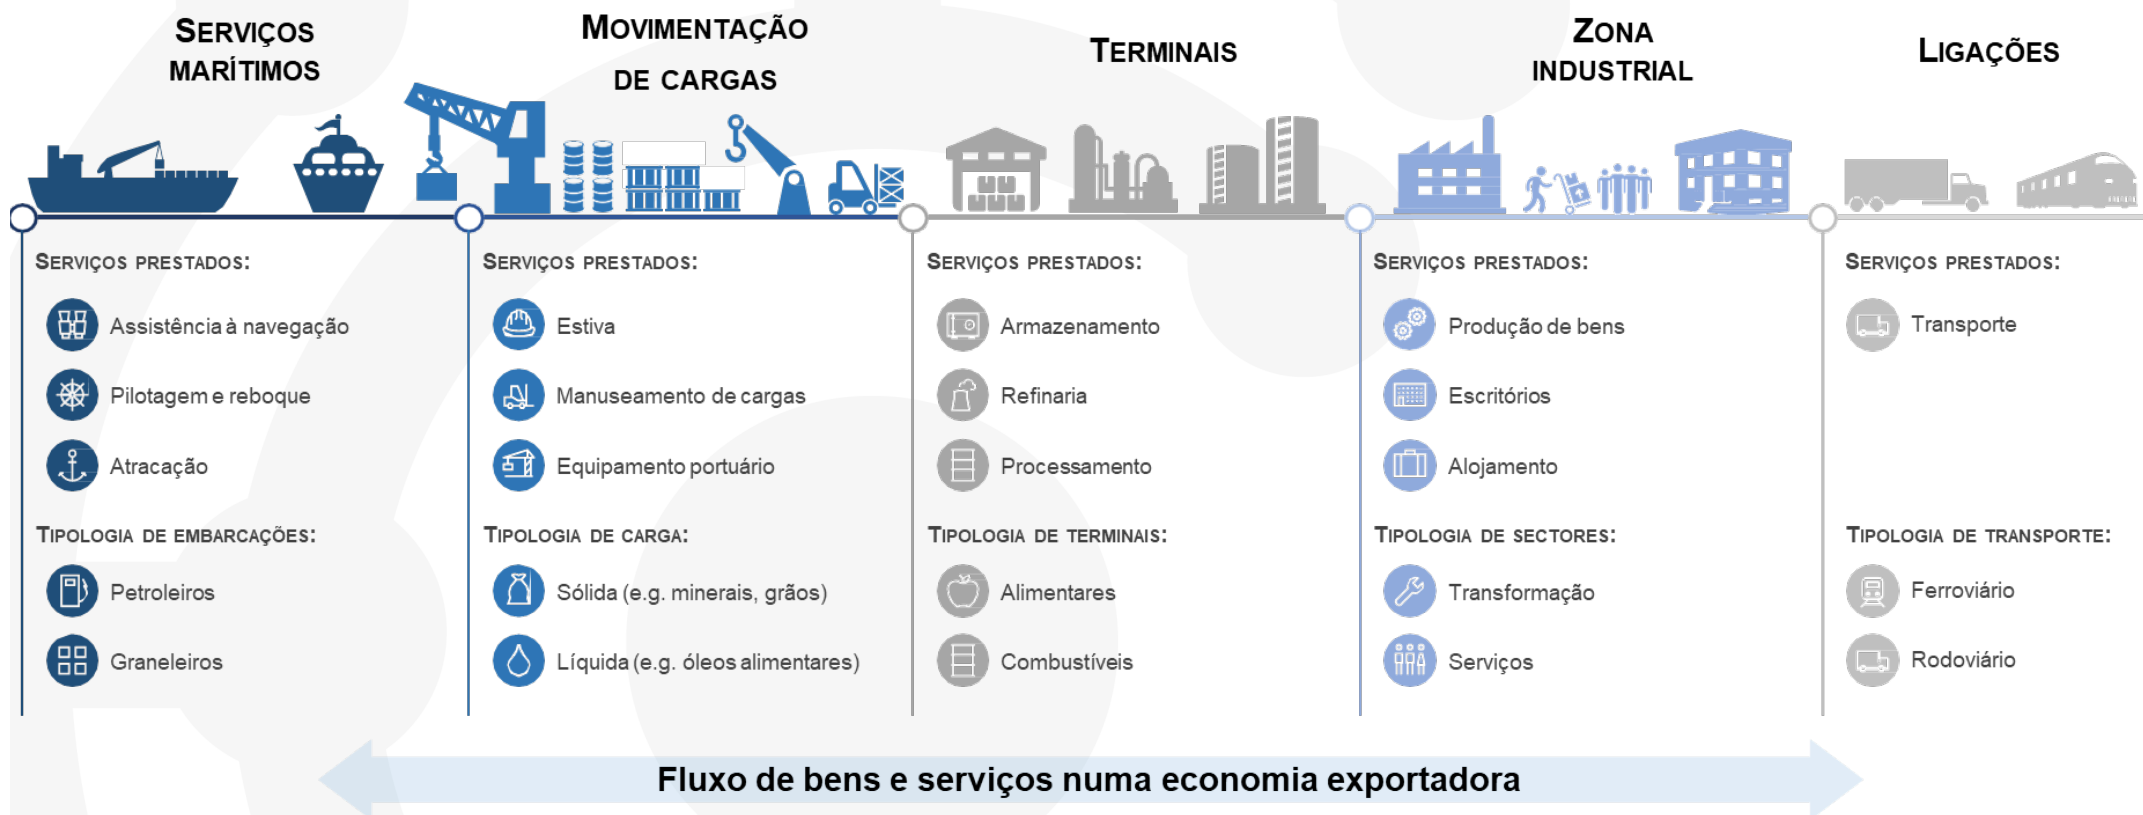 SERVIÇOS
MARÍTIMOS
MOVIMENTAÇÃO
DE CARGAS
TERMINAIS
ZONA
INDUSTRIAL
LIGAÇÕES
SERVIÇOS PRESTADOS:
Assistência à navegação
Pilotagem e reboque
Atracação
TIPOLOGIA DE EMBARCAÇÕES:
Petroleiros
Graneleiros
SERVIÇOS PRESTADOS:
Estiva
Manuseamento de cargas
Equipamento portuário
TIPOLOGIA DE CARGA:
Sólida (e.g. minerais, grãos)
Líquida (e.g. óleos alimentares)
SERVIÇOS PRESTADOS:
Armazenamento
Refinaria
Processamento
TIPOLOGIA DE TERMINAIS:
Alimentares
Combustíveis
SERVIÇOS PRESTADOS:
Produção de bens
Escritórios
Alojamento
TIPOLOGIA DE SECTORES:
Transformação
Serviços
SERVIÇOS PRESTADOS:
Transporte
TIPOLOGIA DE TRANSPORTE:
Ferroviário
Rodoviário
Fluxo de bens e serviços numa economia exportadora